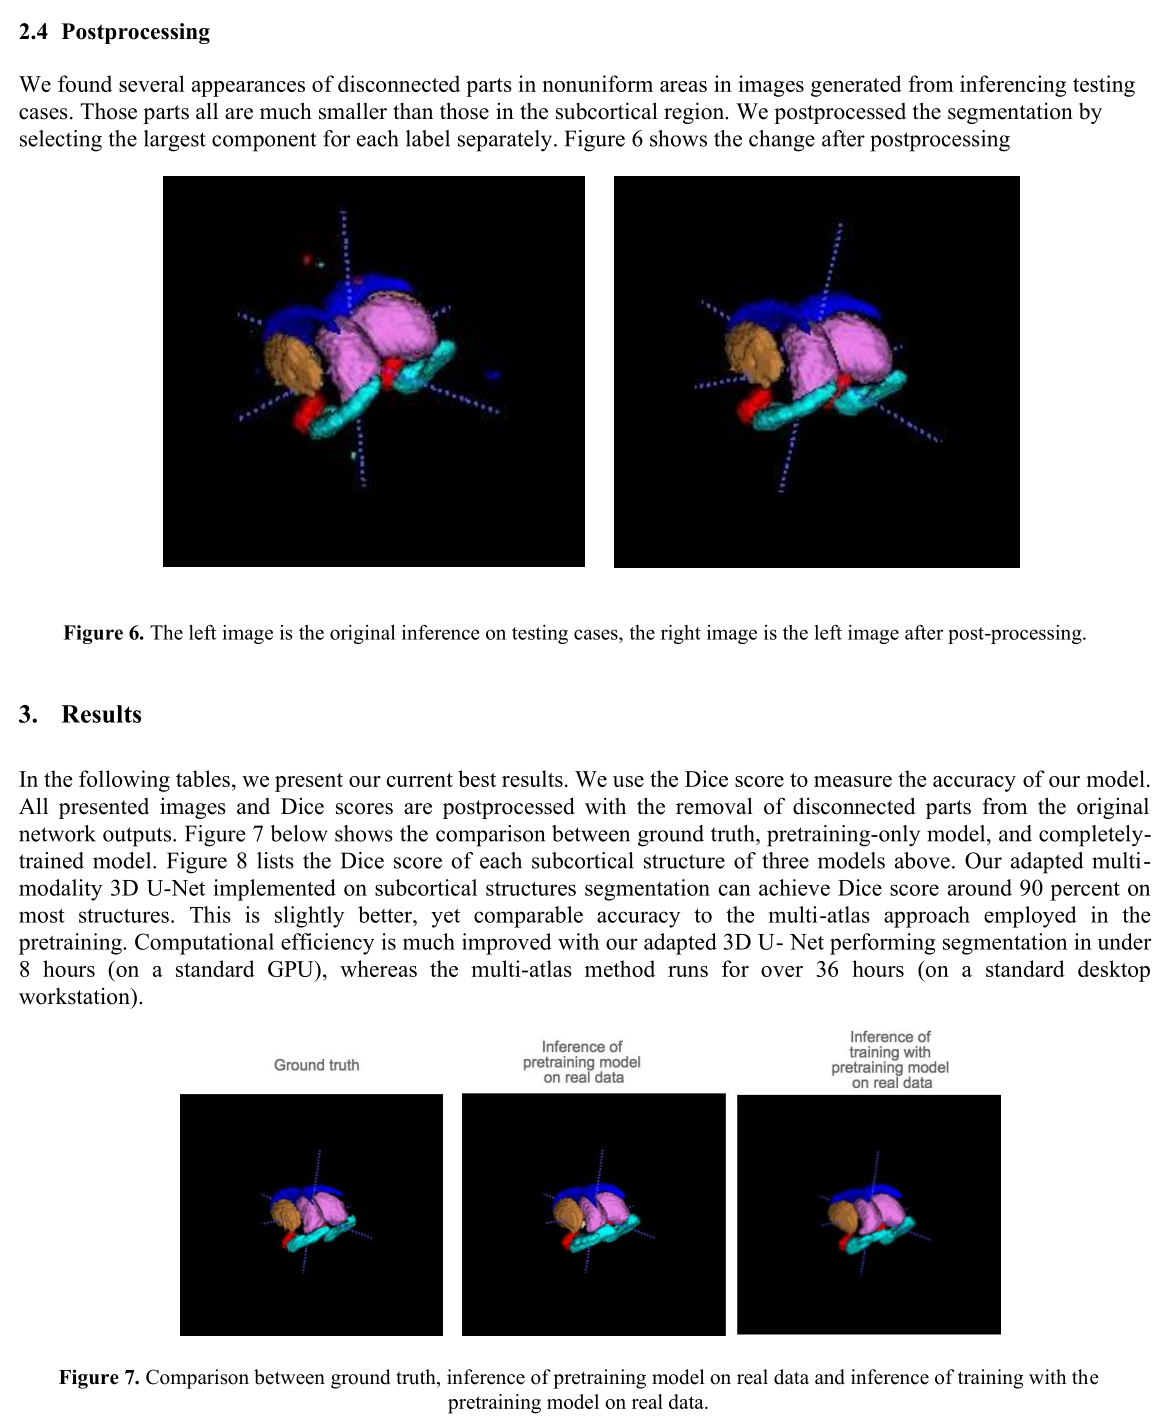 2.4 Postprocessing
We found several appearances of disconnected parts in nonuniform areas in images generated from inferencing testing
cases. Those parts all are much smaller than those in the subcortical region. We postprocessed the segmentation by
selecting the largest component for each label separately. Figure 6 shows the change after postprocessing
Figure 6. The left image is the original inference on testing cases, the right image is the left image after post-processing.
3. Results
In the following tables, we present our current best results. We use the Dice score to measure the accuracy of our model.
All presented images and Dice scores are postprocessed with the removal of disconnected parts from the original
network outputs. Figure 7 below shows the comparison between ground truth, pretraining-only model, and completely-
trained model. Figure 8 lists the Dice score of each subcortical structure of three models above. Our adapted multi-
modality 3D U-Net implemented on subcortical structures segmentation can achieve Dice score around 90 percent on
most structures. This is slightly better, yet comparable accuracy to the multi-atlas approach employed in the
pretraining. Computational efficiency is much improved with our adapted 3D U- Net performing segmentation in under
8 hours (on a standard GPU), whereas the multi-atlas method runs for over 36 hours (on a standard desktop
workstation).
Ground truth
Inference of
pretraining model
on real data
Inference of
training with
pretraining model
on real data
Figure 7. Comparison between ground truth, inference of pretraining model on real data and inference of training with the
pretraining model on real data.